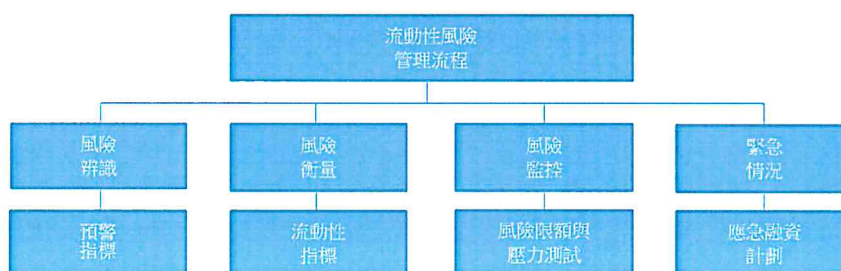 流動性風險
管理流程
風險
辨識
風險
衡量
風險
監控
緊急
情況
預警
指標
流動性
指標
風險限額與
壓力測試
應急融資
計劃